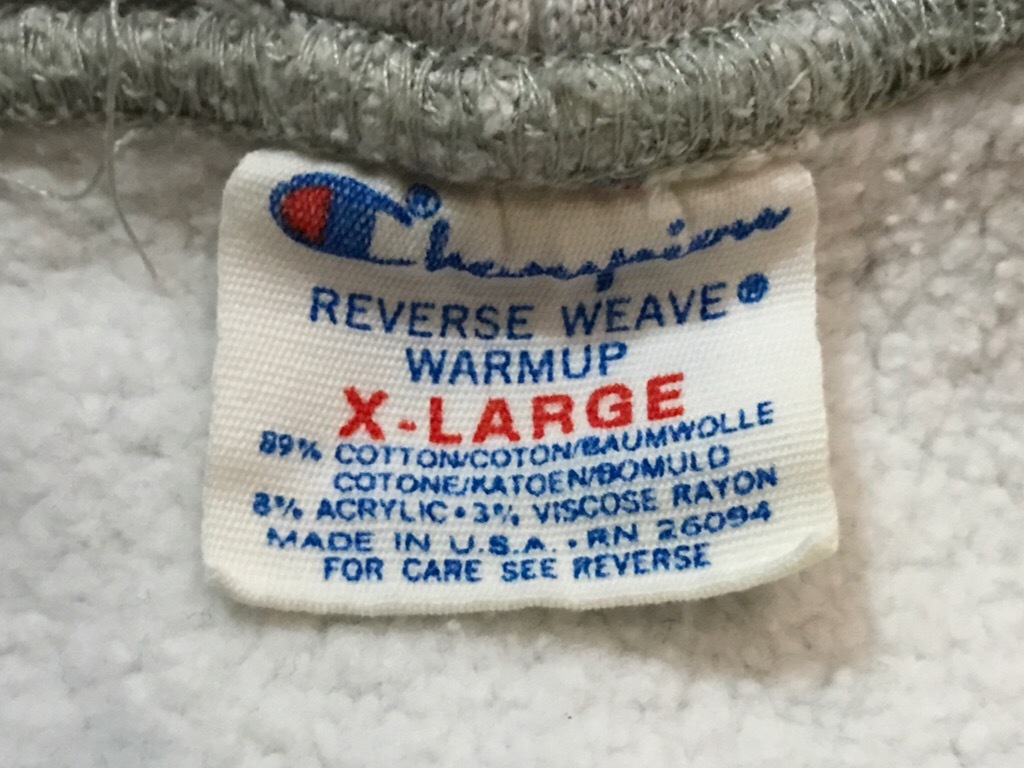 Champion®
REVERSE WEAVE®
WARMUP
X-LARGE
89% COTTON/COTON/BAUMWOLLE
COTONE/KATOEN/BOMULD
8% ACRYLIC • 3% VISCOSE RAYON
MADE IN U.S.A. • RN 26094
FOR CARE SEE REVERSE